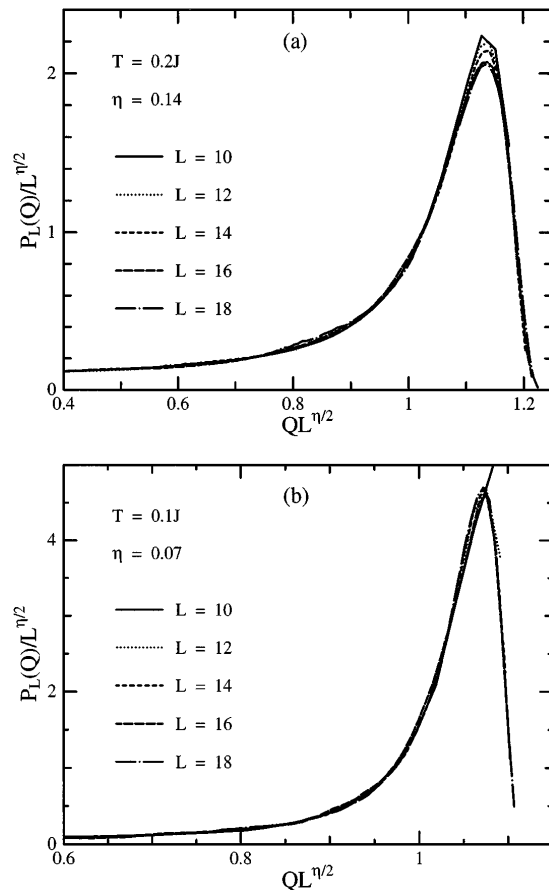 (a)
T = 0.2J
η = 0.14
L = 10
L = 12
L = 14
L = 16
L = 18
P_L(Q)/L^{η/2}
2
1
0
0.4 0.6 0.8 1 1.2
QL^{η/2}
(b)
T = 0.1J
η = 0.07
L = 10
L = 12
L = 14
L = 16
L = 18
P_L(Q)/L^{η/2}
4
2
0
0.6 0.8 1
QL^{η/2}